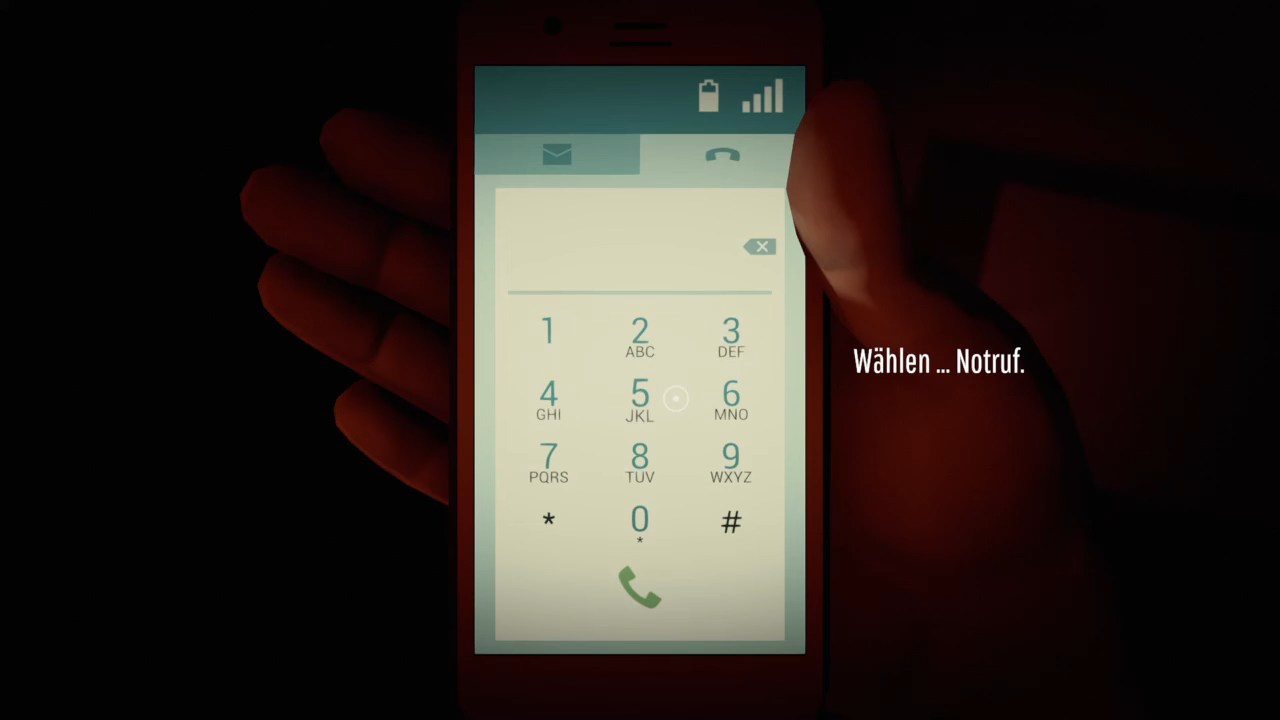 1 2 3
ABC DEF
Wählen ... Notruf.
4 5 6
GHI JKL MNO
7 8 9
PQRS TUV WXYZ
* 0 #
*